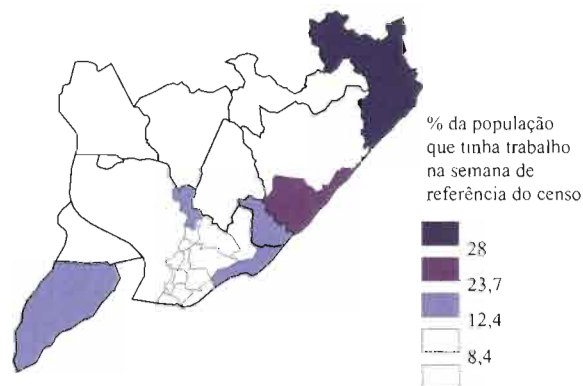 % da população
que tinha trabalho
na semana de
referência do censo
28
23,7
12,4
8,4